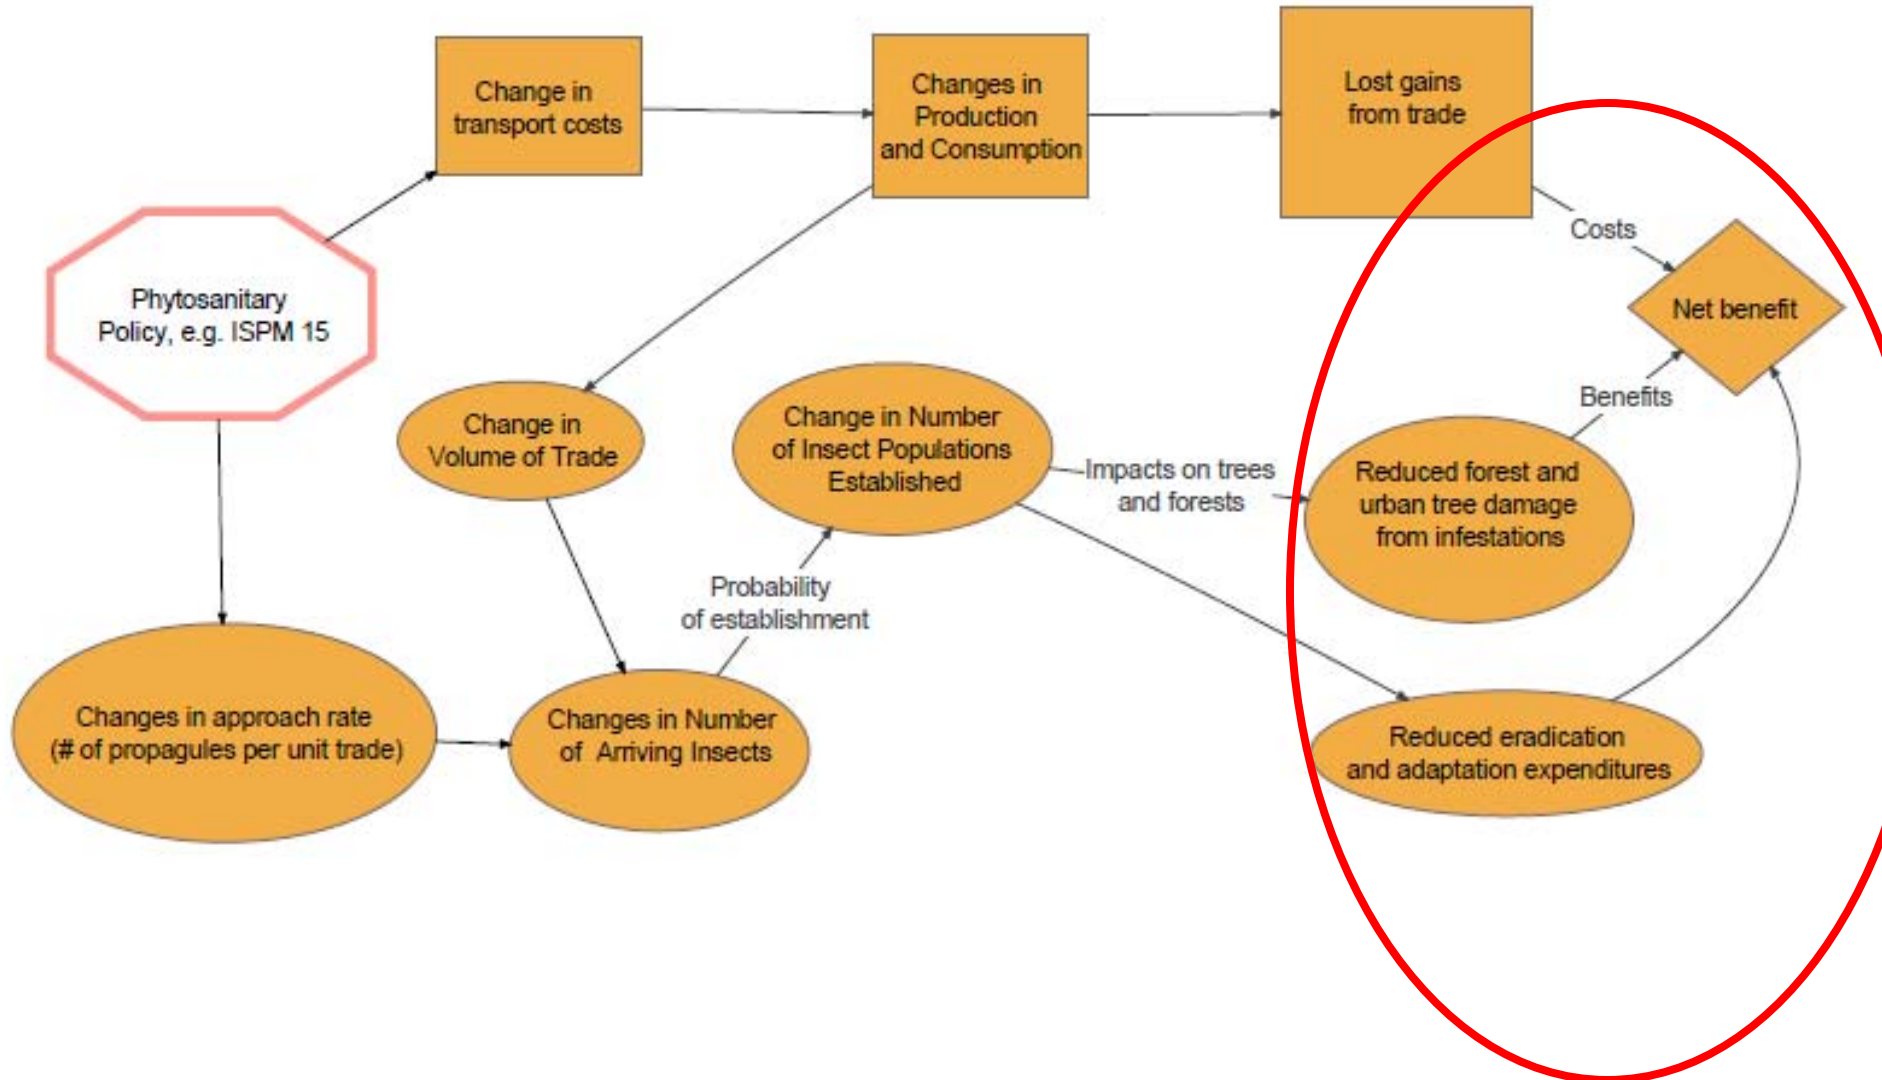 Change in
transport costs
Changes in
Production
and Consumption
Lost gains
from trade
Costs
Phytosanitary
Policy, e.g. ISPM 15
Net benefit
Benefits
Change in
Volume of Trade
Change in Number
of Insect Populations
Established
Impacts on trees
and forests
Reduced forest and
urban tree damage
from infestations
Probability
of establishment
Changes in approach rate
(# of propagules per unit trade)
Changes in Number
of Arriving Insects
Reduced eradication
and adaptation expenditures